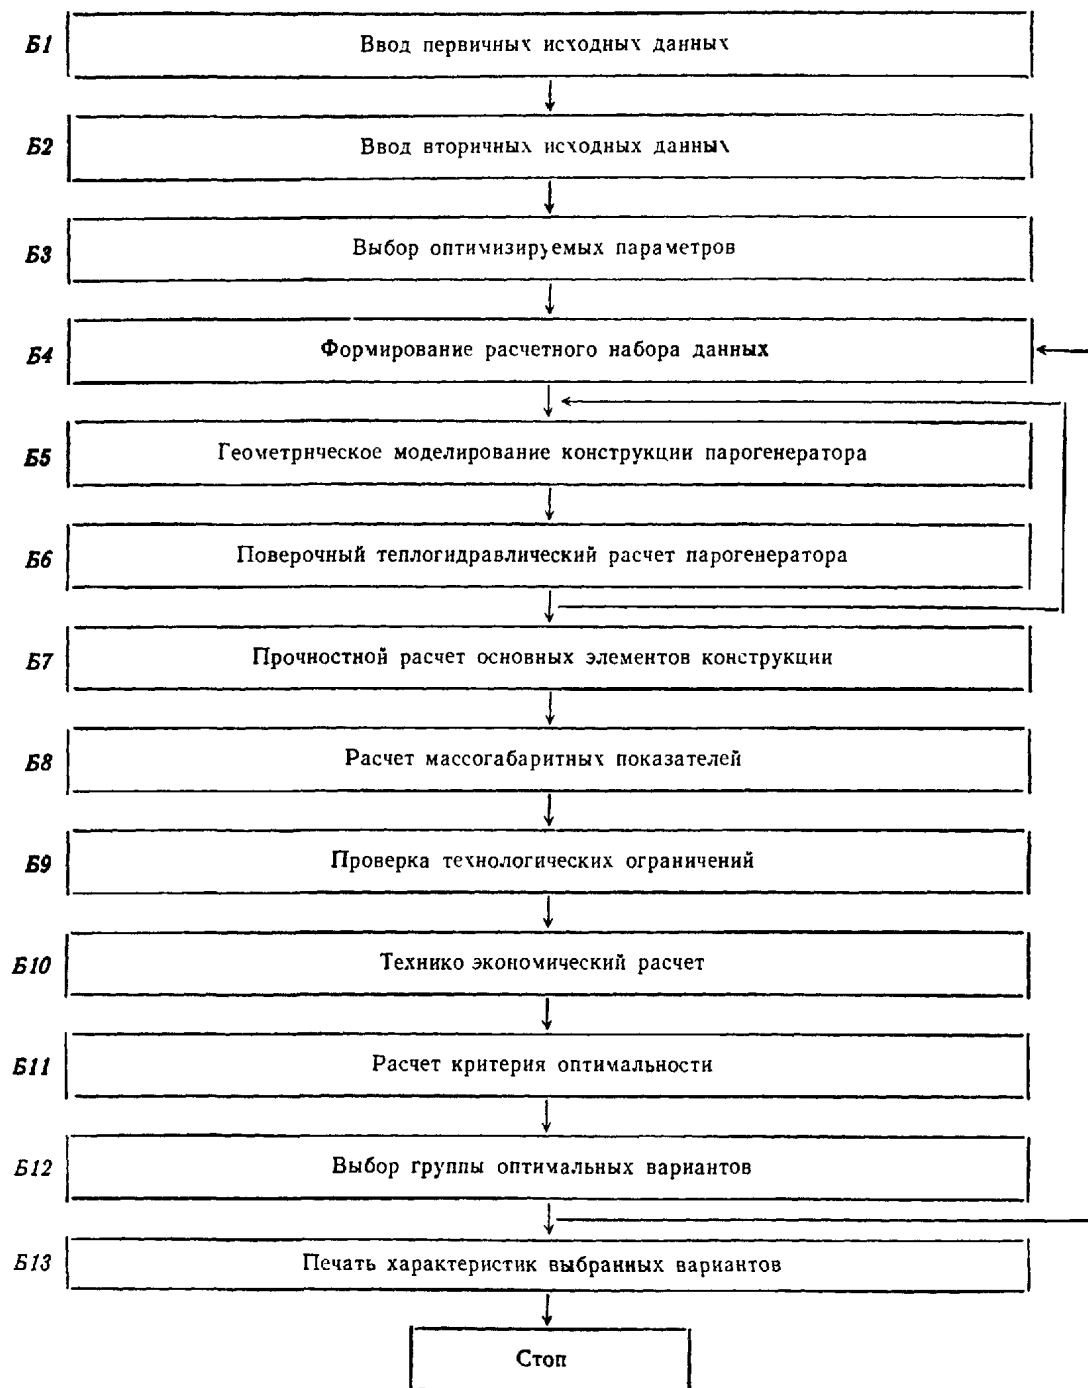 Б1 Ввод первичных исходных данных
Б2 Ввод вторичных исходных данных
Б3 Выбор оптимизируемых параметров
Б4 Формирование расчетного набора данных
Б5 Геометрическое моделирование конструкции парогенератора
Б6 Поверочный теплогидравлический расчет парогенератора
Б7 Прочностной расчет основных элементов конструкции
Б8 Расчет массогабаритных показателей
Б9 Проверка технологических ограничений
Б10 Технико экономический расчет
Б11 Расчет критерия оптимальности
Б12 Выбор группы оптимальных вариантов
Б13 Печать характеристик выбранных вариантов
Стоп